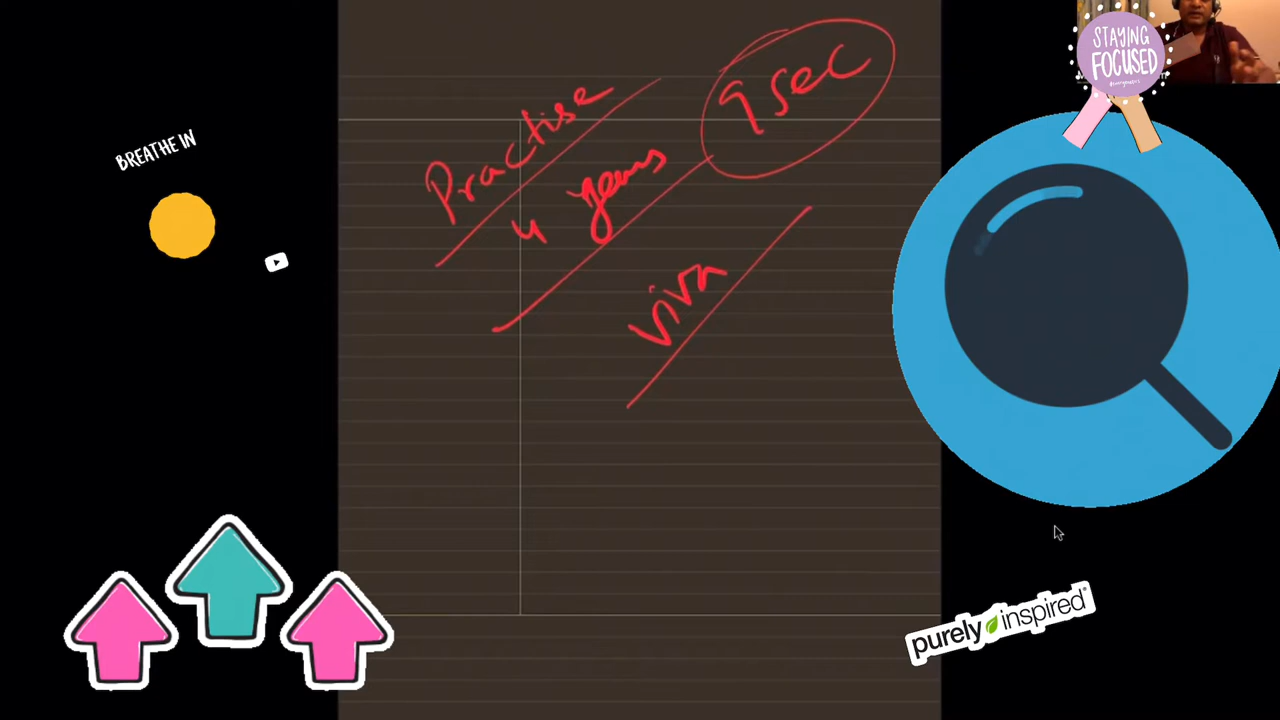 STAYING
FOCUSED
BREATHE IN
Practise
9 sec
4 years
viva
purely inspired®